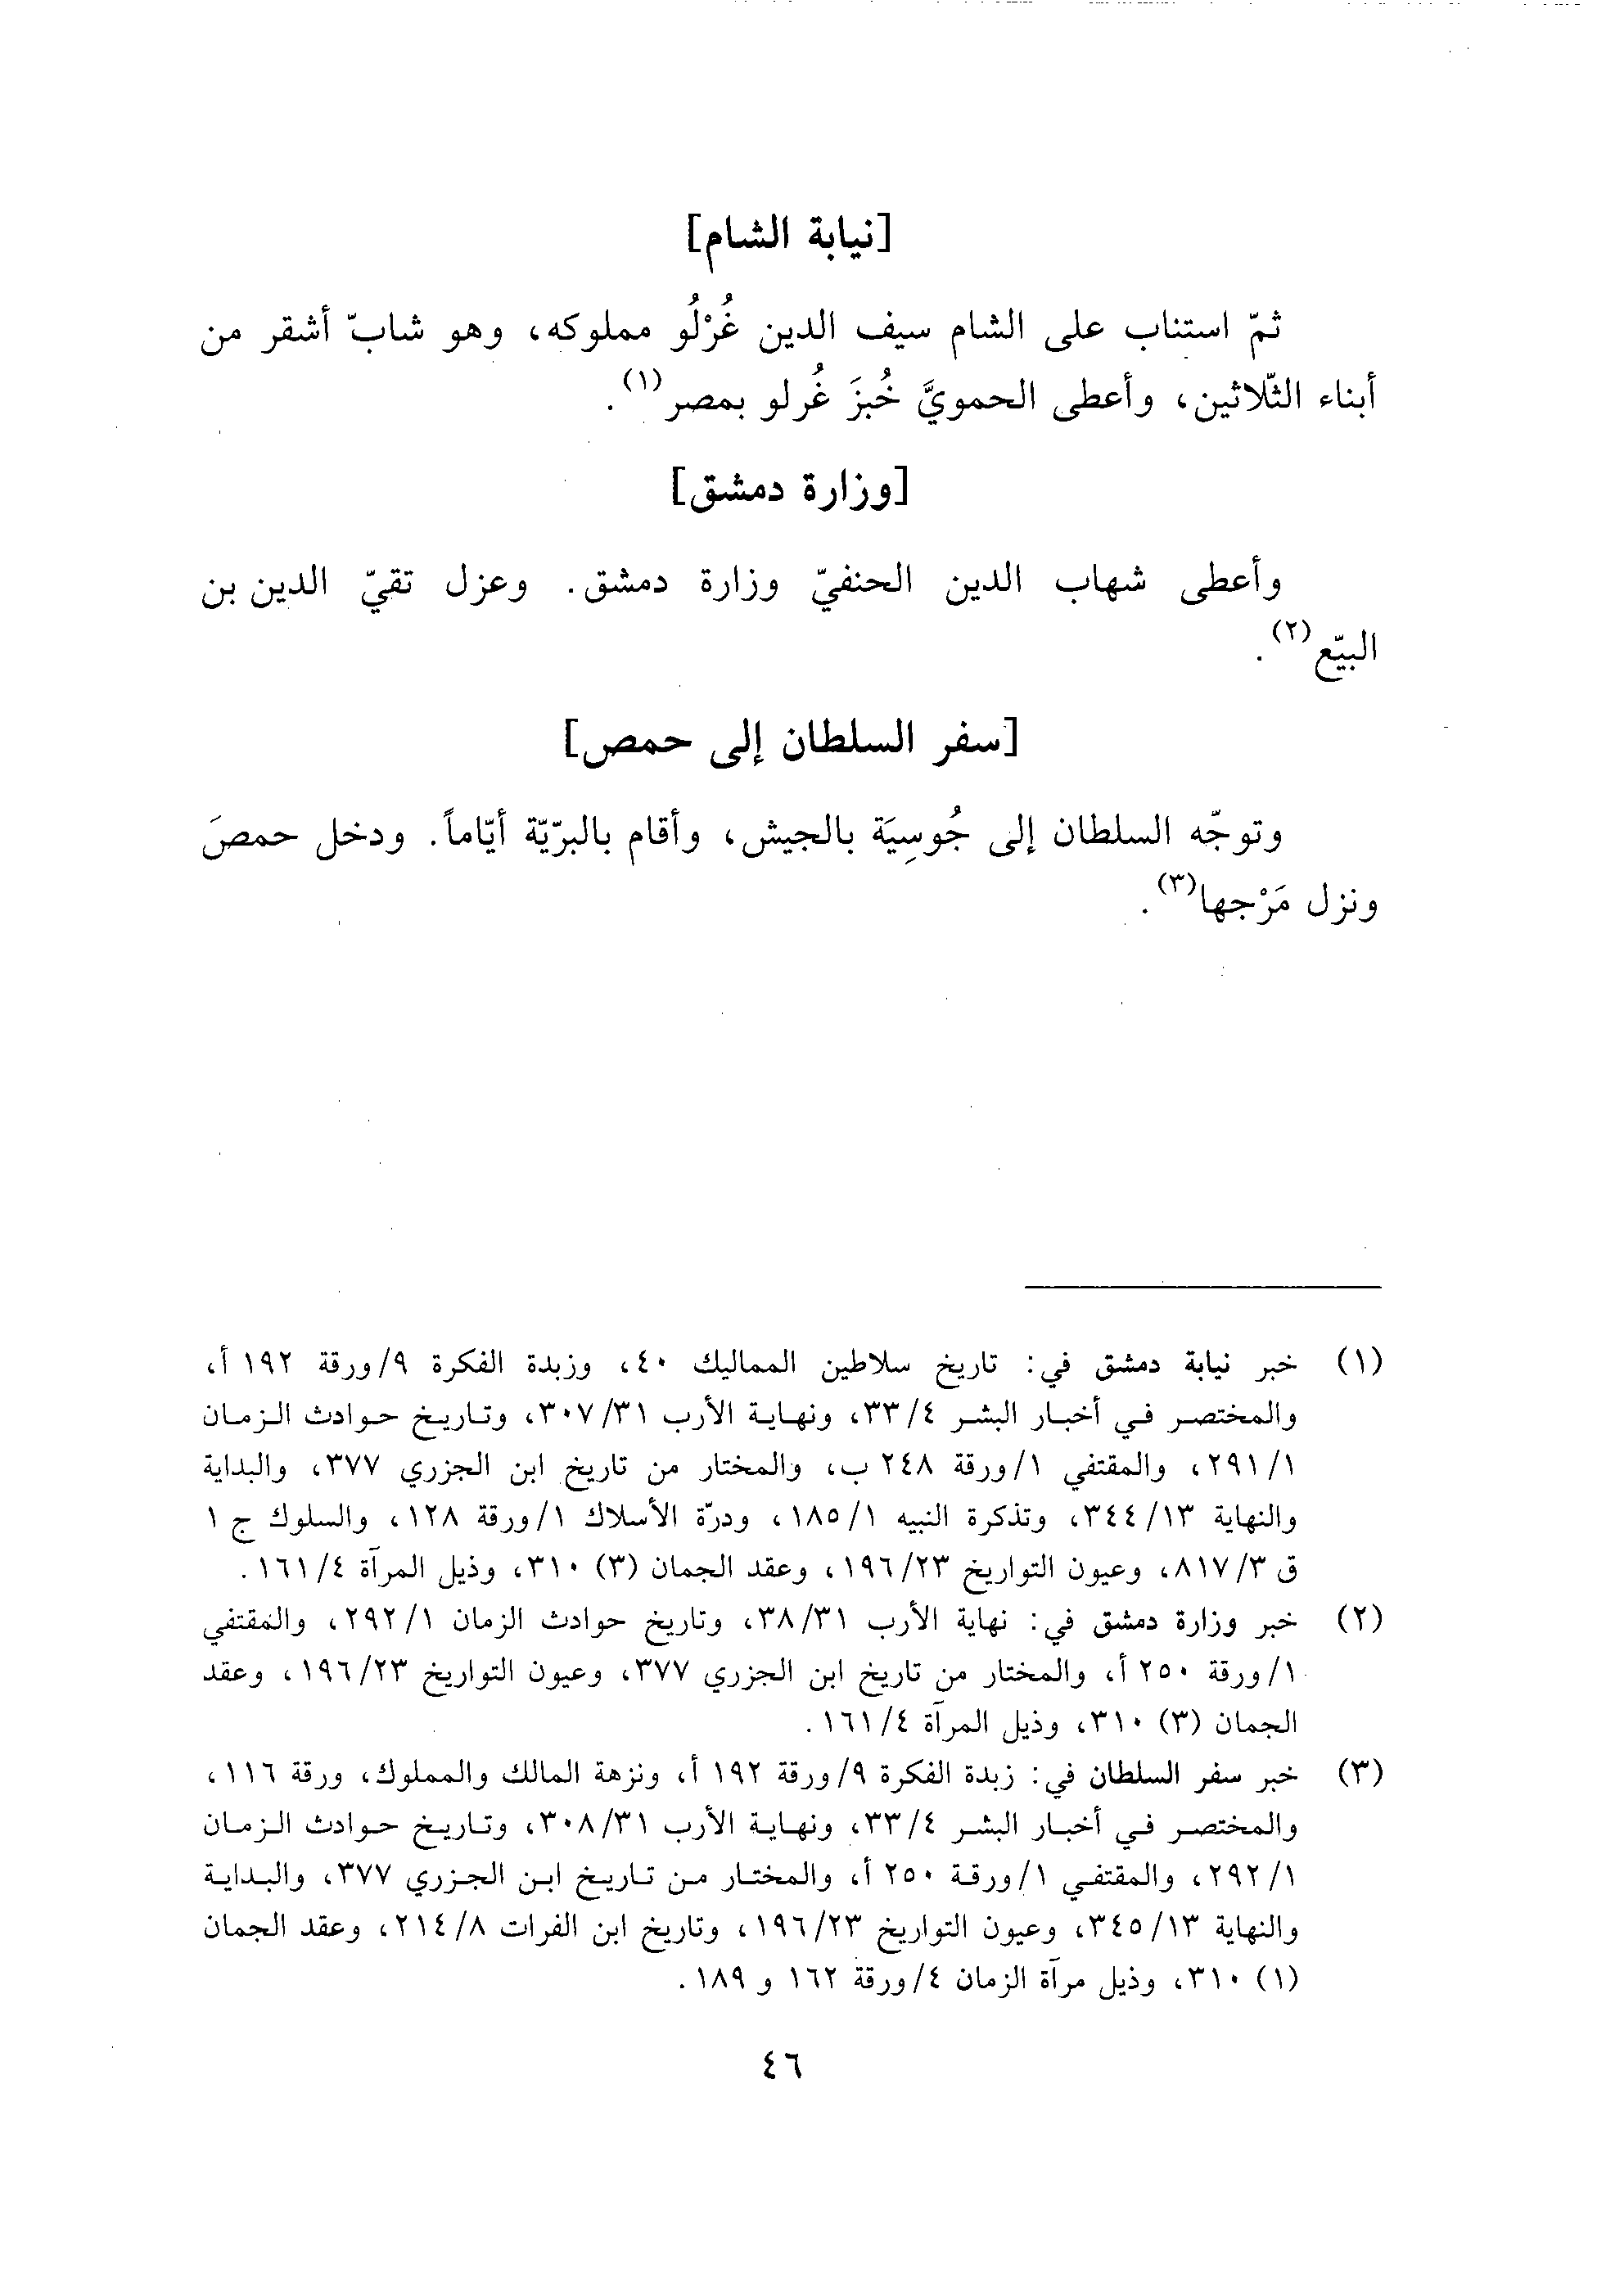 [نيابة الشام]
ثمّ استناب على الشام سيف الدين غُرْلُو مملوكه، وهو شابّ أشقر من
أبناء الثّلاثين، وأعطى الحمويَّ خُبزَ غُرلو بمصر(١).
[وزارة دمشق]
وأعطى شهاب الدين الحنفيّ وزارة دمشق. وعزل تقيّ الدين بن
البيّع(٢).
[سفر السلطان إلى حمص]
وتوجّه السلطان إلى جُوسِيَة بالجيش، وأقام بالبرّيّة أيّاماً. ودخل حمصَ
ونزل مَرْجها(٣).
(١) خبر نيابة دمشق في: تاريخ سلاطين المماليك ٤٠، وزبدة الفكرة ٩/ورقة ١٩٢ أ،
والمختصر في أخبار البشر ٣٣/٤، ونهاية الأرب ٣٠٧/٣١، وتاريخ حوادث الزمان
٢٩١/١، والمقتفي ١/ورقة ٢٤٨ ب، والمختار من تاريخ ابن الجزري ٣٧٧، والبداية
والنهاية ٣٤٤/١٣، وتذكرة النبيه ١٨٥/١، ودرّة الأسلاك ١/ورقة ١٢٨، والسلوك ج ١
ق ٨١٧/٣، وعيون التواريخ ١٩٦/٢٣، وعقد الجمان (٣) ٣١٠، وذيل المرآة ١٦١/٤.
(٢) خبر وزارة دمشق في: نهاية الأرب ٣٨/٣١، وتاريخ حوادث الزمان ٢٩٢/١، والمقتفي
١/ورقة ٢٥٠ أ، والمختار من تاريخ ابن الجزري ٣٧٧، وعيون التواريخ ١٩٦/٢٣، وعقد
الجمان (٣) ٣١٠، وذيل المرآة ١٦١/٤.
(٣) خبر سفر السلطان في: زبدة الفكرة ٩/ورقة ١٩٢ أ، ونزهة المالك والمملوك، ورقة ١١٦،
والمختصر في أخبار البشر ٣٣/٤، ونهاية الأرب ٣٠٨/٣١، وتاريخ حوادث الزمان
٢٩٢/١، والمقتفي ١/ورقة ٢٥٠ أ، والمختار من تاريخ ابن الجزري ٣٧٧، والبداية
والنهاية ٣٤٥/١٣، وعيون التواريخ ١٩٦/٢٣، وتاريخ ابن الفرات ٢١٤/٨، وعقد الجمان
(١) ٣١٠، وذيل مرآة الزمان ٤/ورقة ١٦٢ و ١٨٩.
٤٦